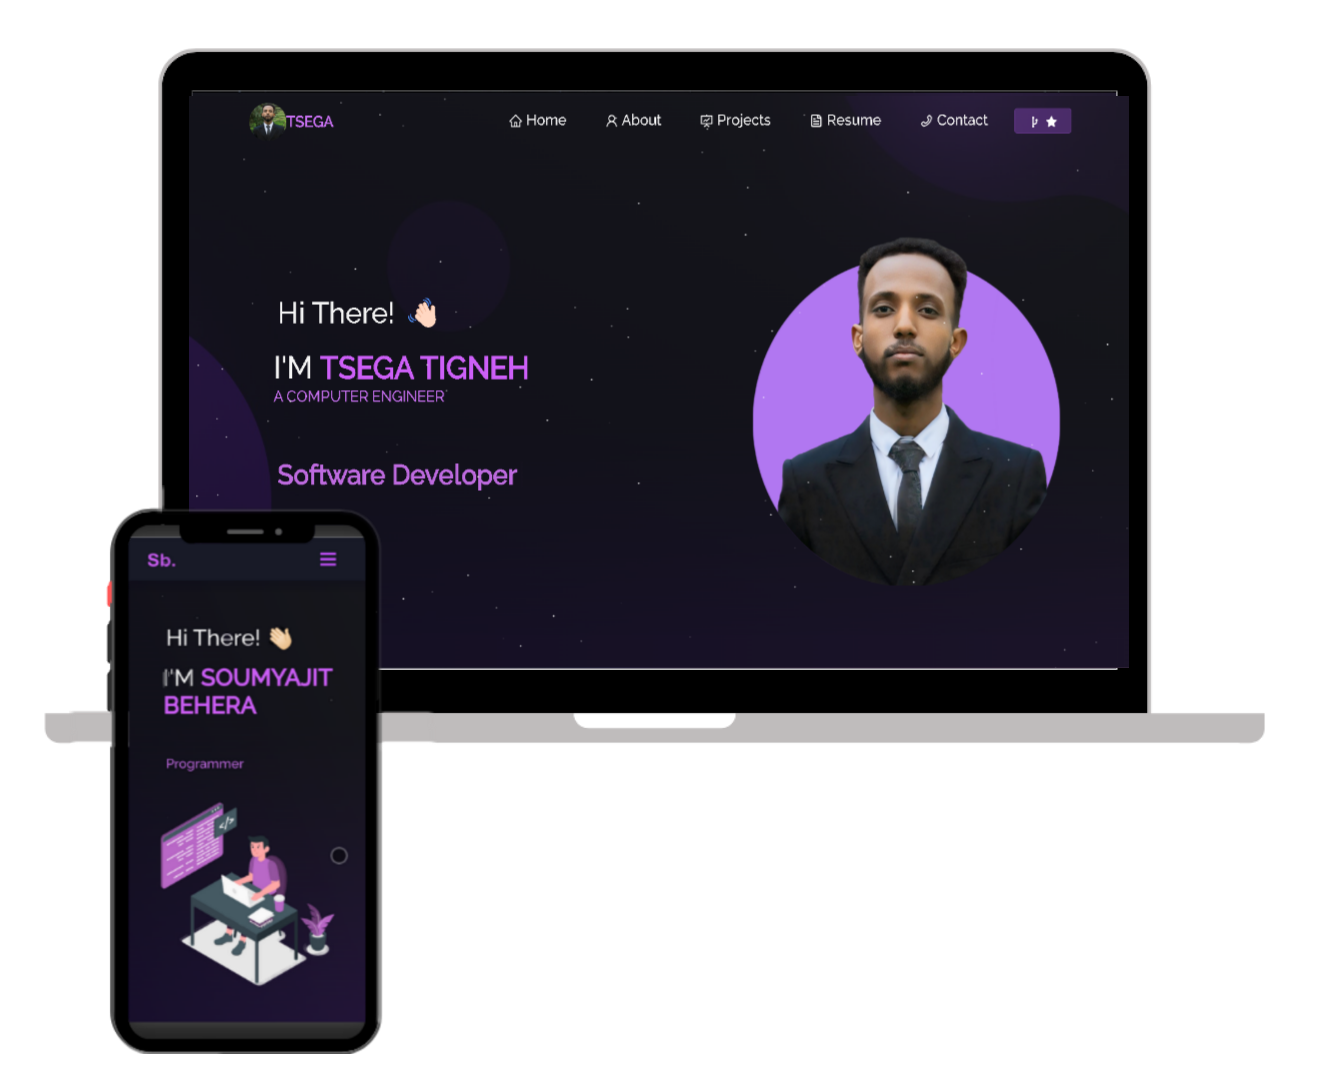 TSEGA
Home
About
Projects
Resume
Contact
Hi There!
I'M TSEGA TIGNEH
A COMPUTER ENGINEER
Software Developer
Sb.
Hi There!
I'M SOUMYAJIT
BEHERA
Programmer
</>